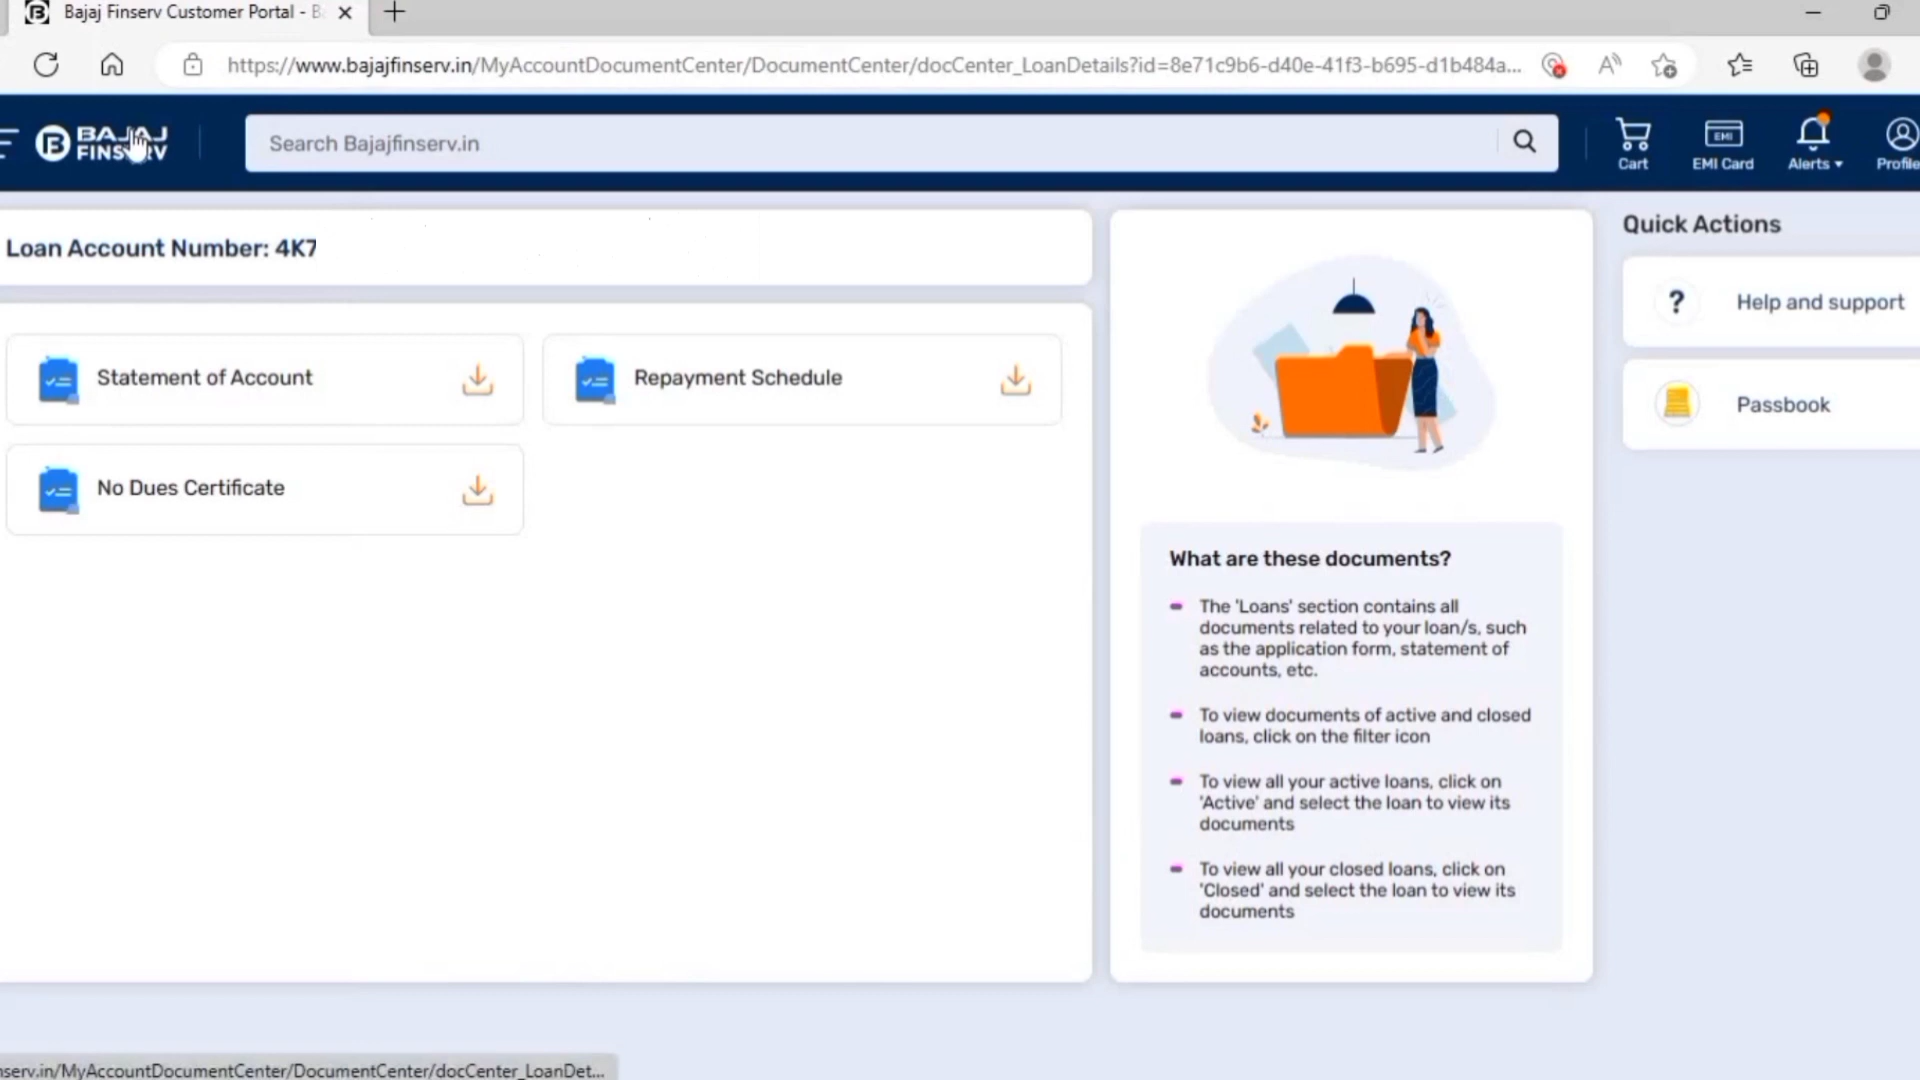 Bajaj Finserv Customer Portal - B
https://www.bajajfinserv.in/MyAccountDocumentCenter/DocumentCenter/docCenter_LoanDetails?id=8e71c9b6-d40e-41f3-b695-d1b484a...
BAJAJ
FINSERV
Search Bajajfinserv.in
Cart
EMI
EMI Card
Alerts
Profile
Loan Account Number: 4K7
Statement of Account
Repayment Schedule
No Dues Certificate
What are these documents?
The 'Loans' section contains all
documents related to your loan/s, such
as the application form, statement of
accounts, etc.
To view documents of active and closed
loans, click on the filter icon
To view all your active loans, click on
'Active' and select the loan to view its
documents
To view all your closed loans, click on
'Closed' and select the loan to view its
documents
Quick Actions
? Help and support
Passbook
nserv.in/MyAccountDocumentCenter/DocumentCenter/docCenter_LoanDet...